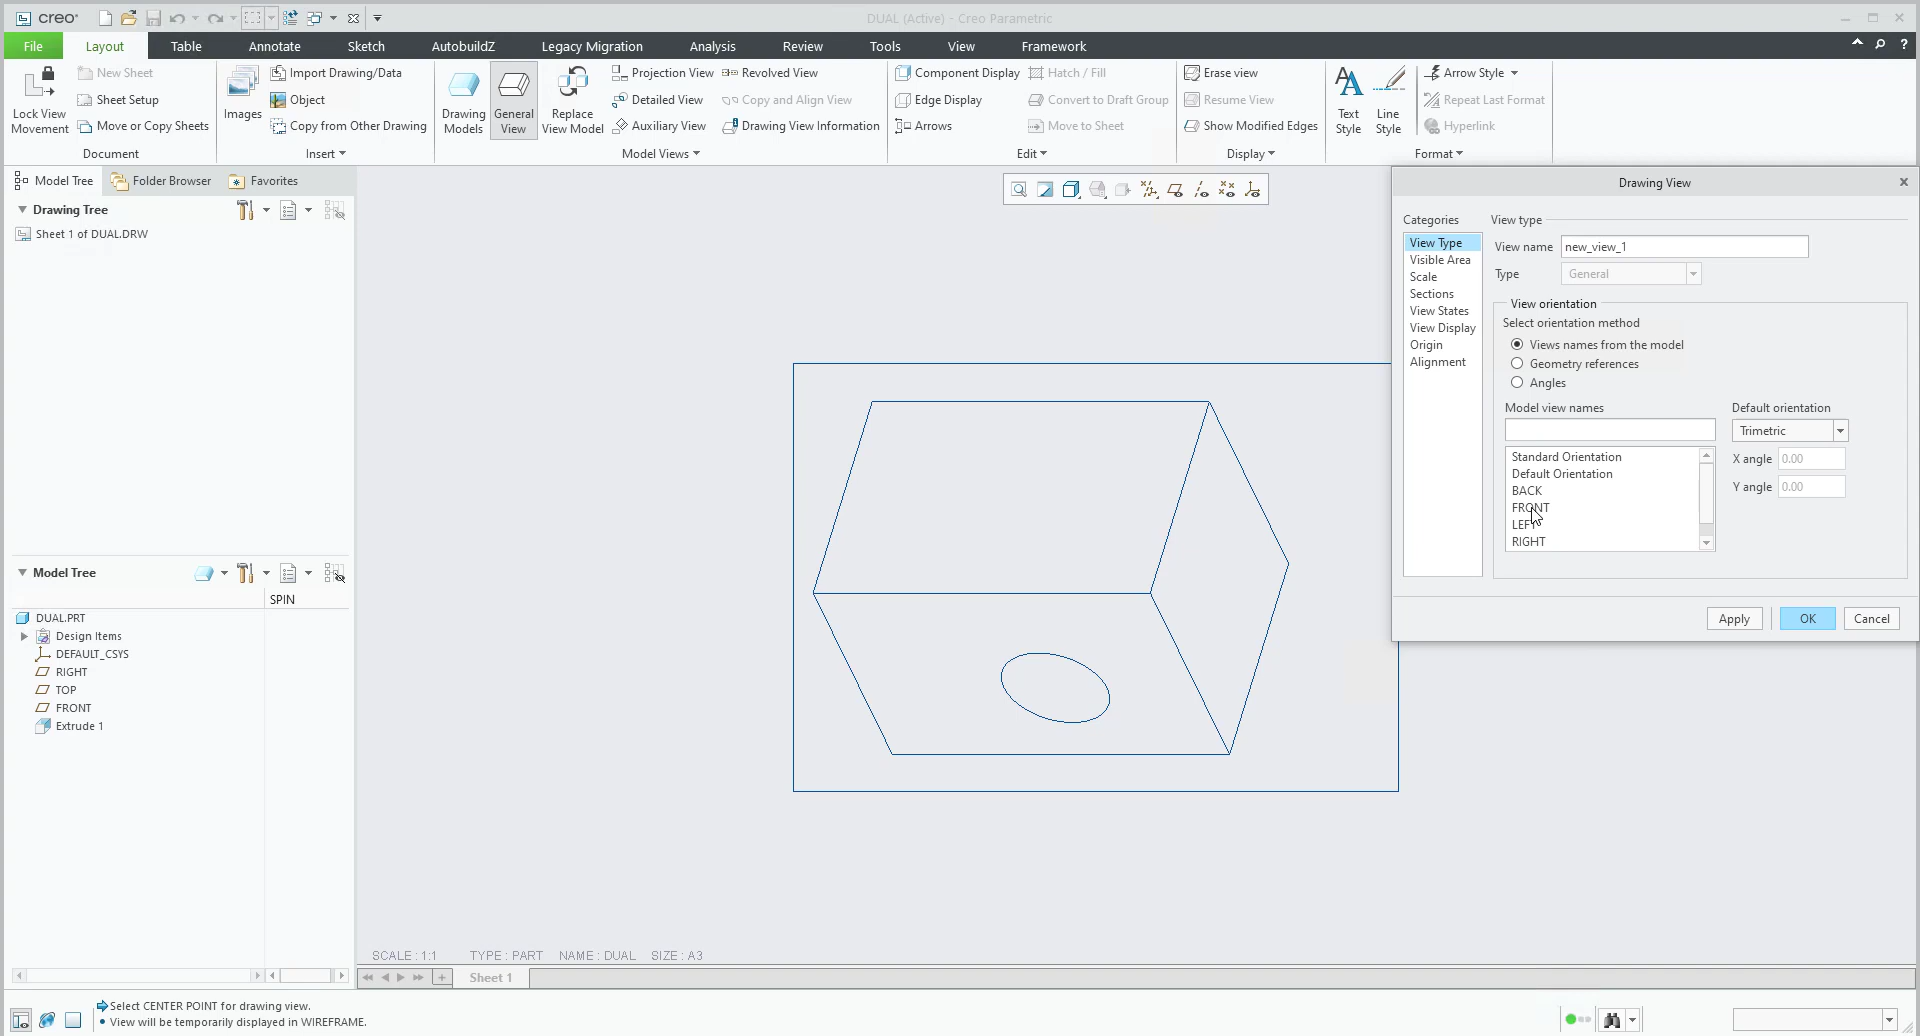 creo DUAL (Active) - Creo Parametric
File Layout Table Annotate Sketch AutobuildZ Legacy Migration Analysis Review Tools View Framework
Lock View Movement
New Sheet
Sheet Setup
Move or Copy Sheets
Document
Images
Import Drawing/Data
Object
Copy from Other Drawing
Insert
Drawing Models
General View
Replace View Model
Projection View
Detailed View
Auxiliary View
Revolved View
Copy and Align View
Drawing View Information
Model Views
Component Display
Edge Display
Arrows
Hatch / Fill
Convert to Draft Group
Move to Sheet
Edit
Erase view
Resume View
Show Modified Edges
Display
Text Style
Line Style
Arrow Style
Repeat Last Format
Hyperlink
Format
Model Tree Folder Browser Favorites
Drawing Tree
Sheet 1 of DUAL.DRW
Model Tree
SPIN
DUAL.PRT
Design Items
DEFAULT_CSYS
RIGHT
TOP
FRONT
Extrude 1
Drawing View
Categories
View Type
Visible Area
Scale
Sections
View States
View Display
Origin
Alignment
View type
View name new_view_1
Type General
View orientation
Select orientation method
Views names from the model
Geometry references
Angles
Model view names
Standard Orientation
Default Orientation
BACK
FRONT
LEFT
RIGHT
Default orientation
Trimetric
X angle 0.00
Y angle 0.00
Apply OK Cancel
SCALE : 1:1 TYPE : PART NAME : DUAL SIZE : A3
Sheet 1
Select CENTER POINT for drawing view.
• View will be temporarily displayed in WIREFRAME.